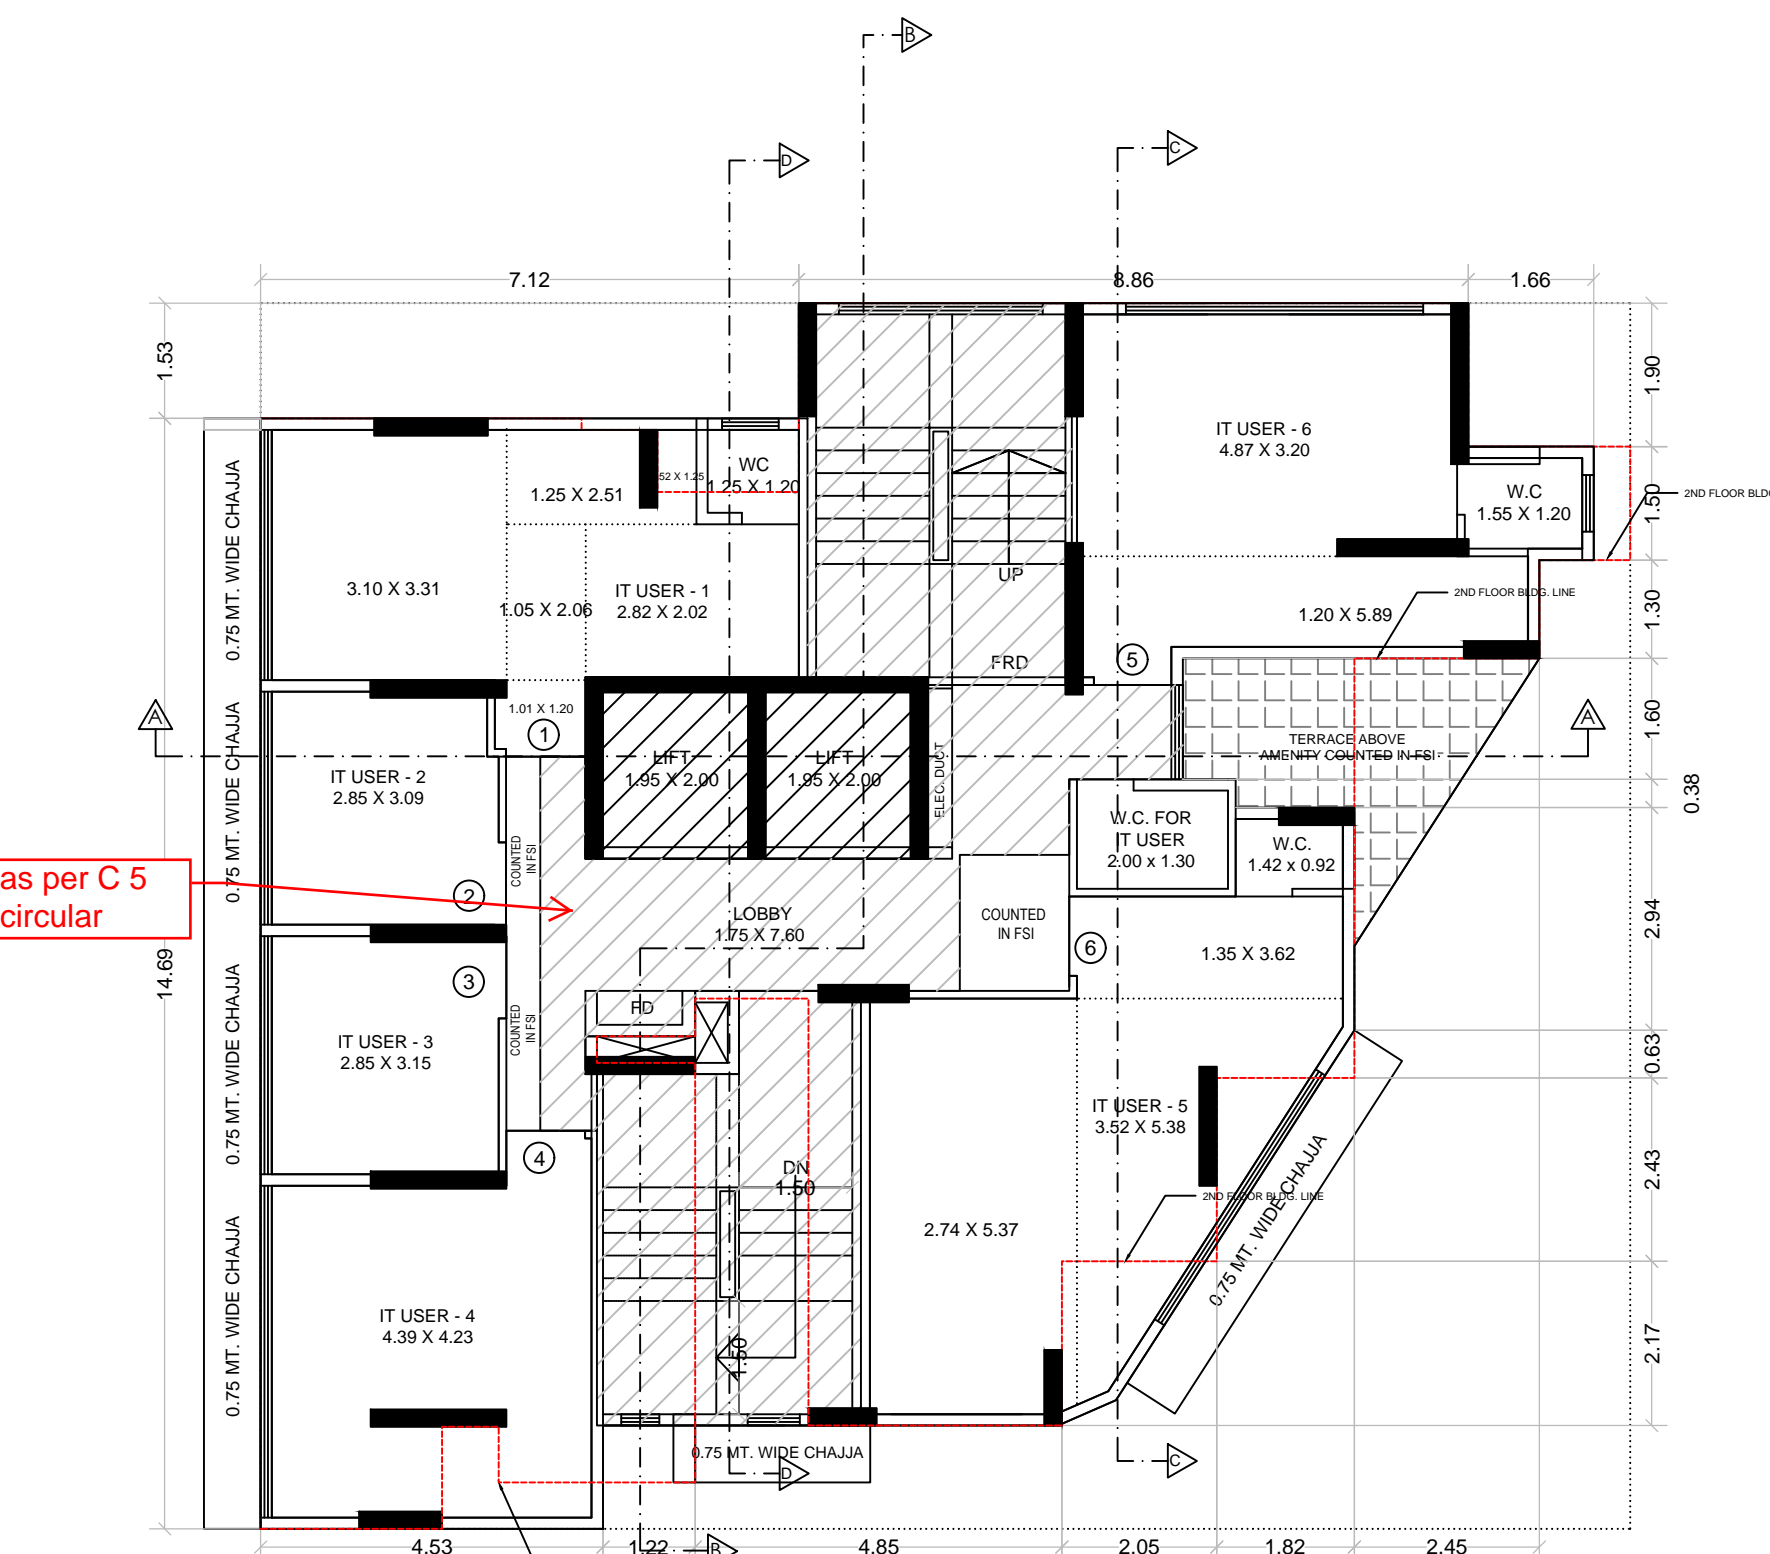 B
D
C
7.12
8.86
1.66
1.53
1.90
IT USER - 6
4.87 X 3.20
WC
1.25 X 1.20
52 X 1.25
1.25 X 2.51
W.C
1.55 X 1.20
1.50
2ND FLOOR BLD
0.75 MT. WIDE CHAJJA
3.10 X 3.31
1.05 X 2.06
IT USER - 1
2.82 X 2.02
UP
2ND FLOOR BLDG. LINE
1.20 X 5.89
1.30
FRD
5
1.01 X 1.20
1
A
A
0.75 MT. WIDE CHAJJA
IT USER - 2
2.85 X 3.09
LIFT
1.95 X 2.00
LIFT
1.95 X 2.00
ELEC. DUCT
TERRACE ABOVE
AMENITY COUNTED IN FSI
1.60
0.38
W.C. FOR
IT USER
2.00 x 1.30
W.C.
1.42 x 0.92
COUNTED
IN FSI
as per C 5
circular
2
LOBBY
1.75 X 7.60
COUNTED
IN FSI
6
1.35 X 3.62
2.94
14.69
3
FD
COUNTED
IN FSI
IT USER - 3
2.85 X 3.15
0.75 MT. WIDE CHAJJA
0.63
IT USER - 5
3.52 X 5.38
4
DN
1.50
2.43
2ND FLOOR BLDG. LINE
0.75 MT. WIDE CHAJJA
2.74 X 5.37
0.75 MT. WIDE CHAJJA
IT USER - 4
4.39 X 4.23
1.50
2.17
0.75 MT. WIDE CHAJJA
D
C
B
4.53
1.22
4.85
2.05
1.82
2.45